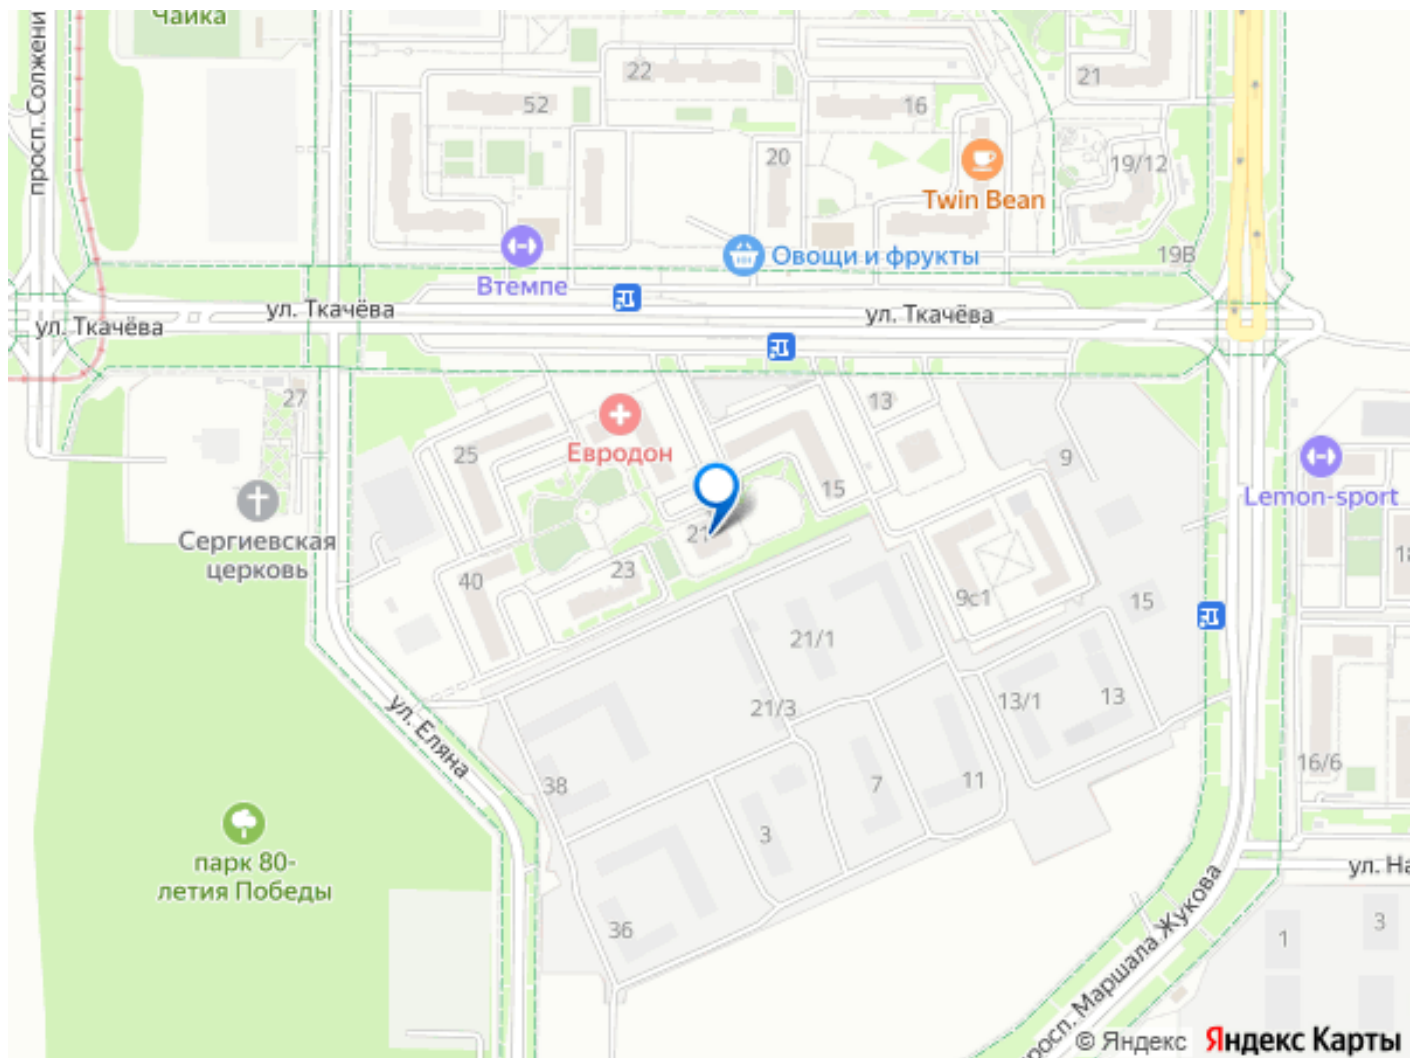 Чайка
просп. Солжени
22
52
16
21
20
19/12
Twin Bean
19В
Овощи и фрукты
Втемпе
ул. Ткачёва
ул. Ткачёва
ул. Ткачёва
27
13
25
Евродон
9
15
Lemon-sport
21
Сергиевская
церковь
18
40
23
9с1
15
21/1
21/3
13/1
13
ул. Еляна
16/6
38
7
11
3
парк 80-
летия Победы
ул. На
36
3
1
росп. Маршала Жукова
© Яндекс Яндекс Карты